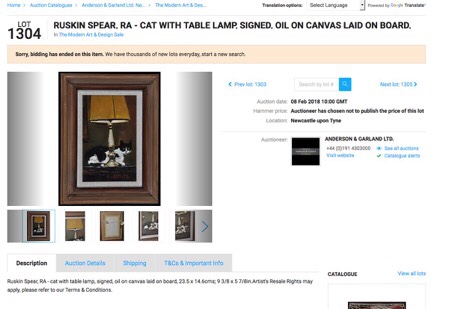 Home > Auction Catalogues > Anderson & Garland Ltd. Ne... > The Modern Art & Des...
Translation options: Select Language Powered by Google Translate
LOT
1304
RUSKIN SPEAR, RA - CAT WITH TABLE LAMP, SIGNED, OIL ON CANVAS LAID ON BOARD,
In The Modern Art & Design Sale
Sorry, bidding has ended on this item. We have thousands of new lots everyday, start a new search.
Prev lot: 1303
Search by lot #
Next lot: 1305
Auction date: 08 Feb 2018 10:00 GMT
Hammer price: Auctioneer has chosen not to publish the price of this lot
Location: Newcastle upon Tyne
Auctioneer:
ANDERSON & GARLAND LTD.
+44 (0)191 4303000
Visit website
See all auctions
Catalogue alerts
Description
Auction Details
Shipping
T&Cs & Important Info
Ruskin Spear, RA - cat with table lamp, signed, oil on canvas laid on board, 23.5 x 14.6cms; 9 3/8 x 5 7/8in.Artist's Resale Rights may
apply, please refer to our Terms & Conditions.
CATALOGUE
View all lots